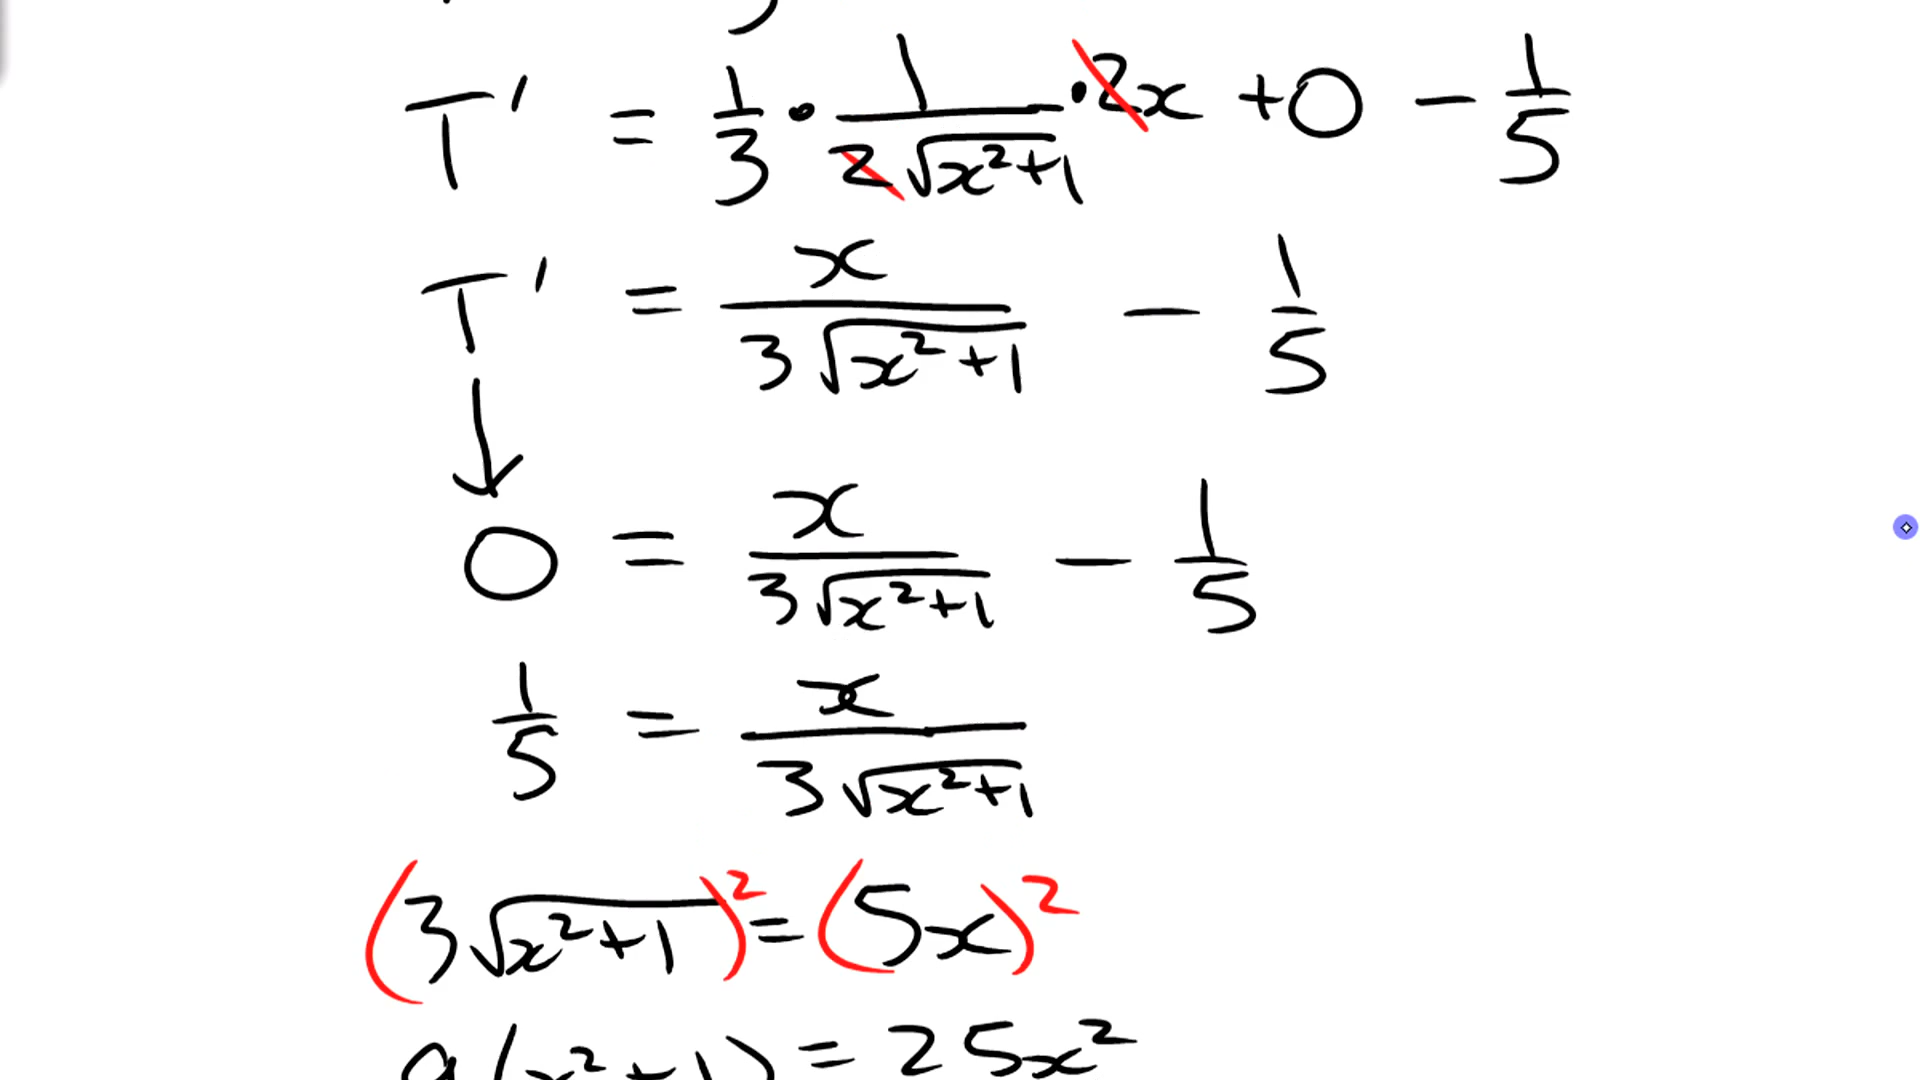 T' = 1/3 · 1/(2√(x²+1)) · 2x + 0 − 1/5
T' = x/(3√(x²+1)) − 1/5
0 = x/(3√(x²+1)) − 1/5
1/5 = x/(3√(x²+1))
(3√(x²+1))² = (5x)²
9(x²+1) = 25x²